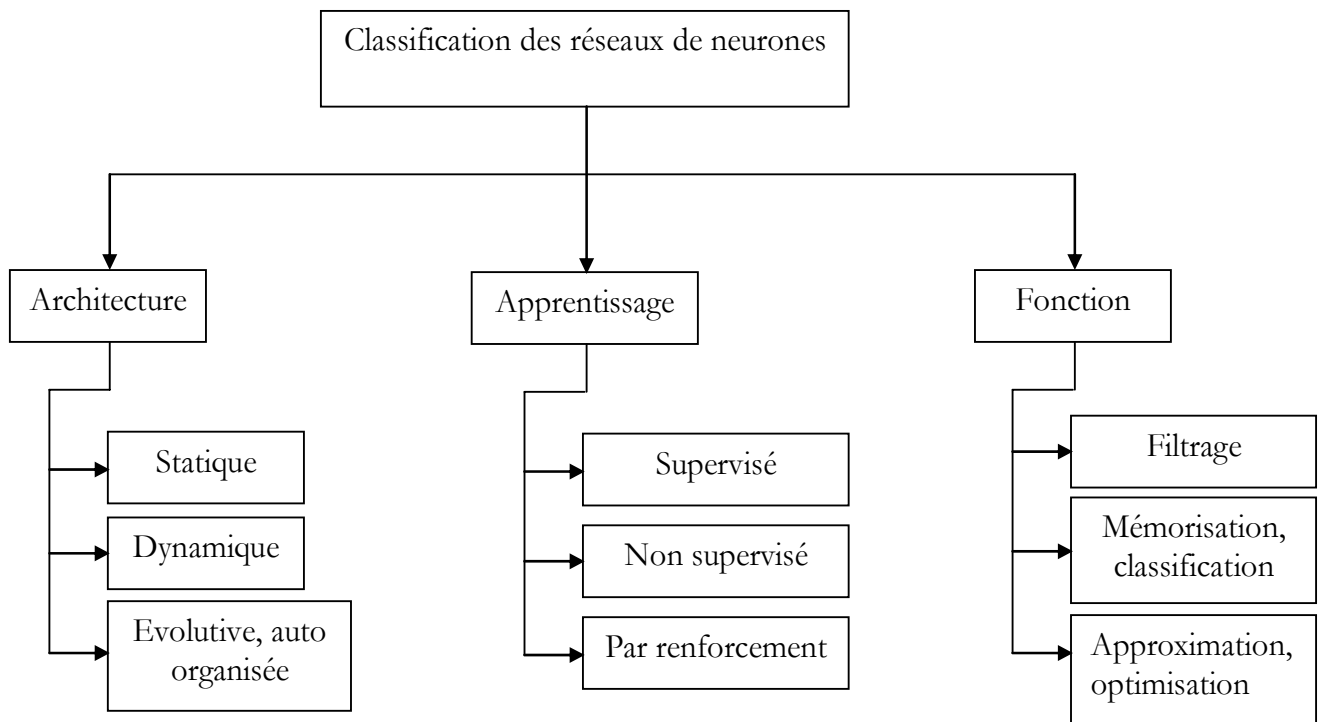 Classification des réseaux de neurones
Architecture
Apprentissage
Fonction
Statique
Dynamique
Evolutive, auto
organisée
Supervisé
Non supervisé
Par renforcement
Filtrage
Mémorisation,
classification
Approximation,
optimisation